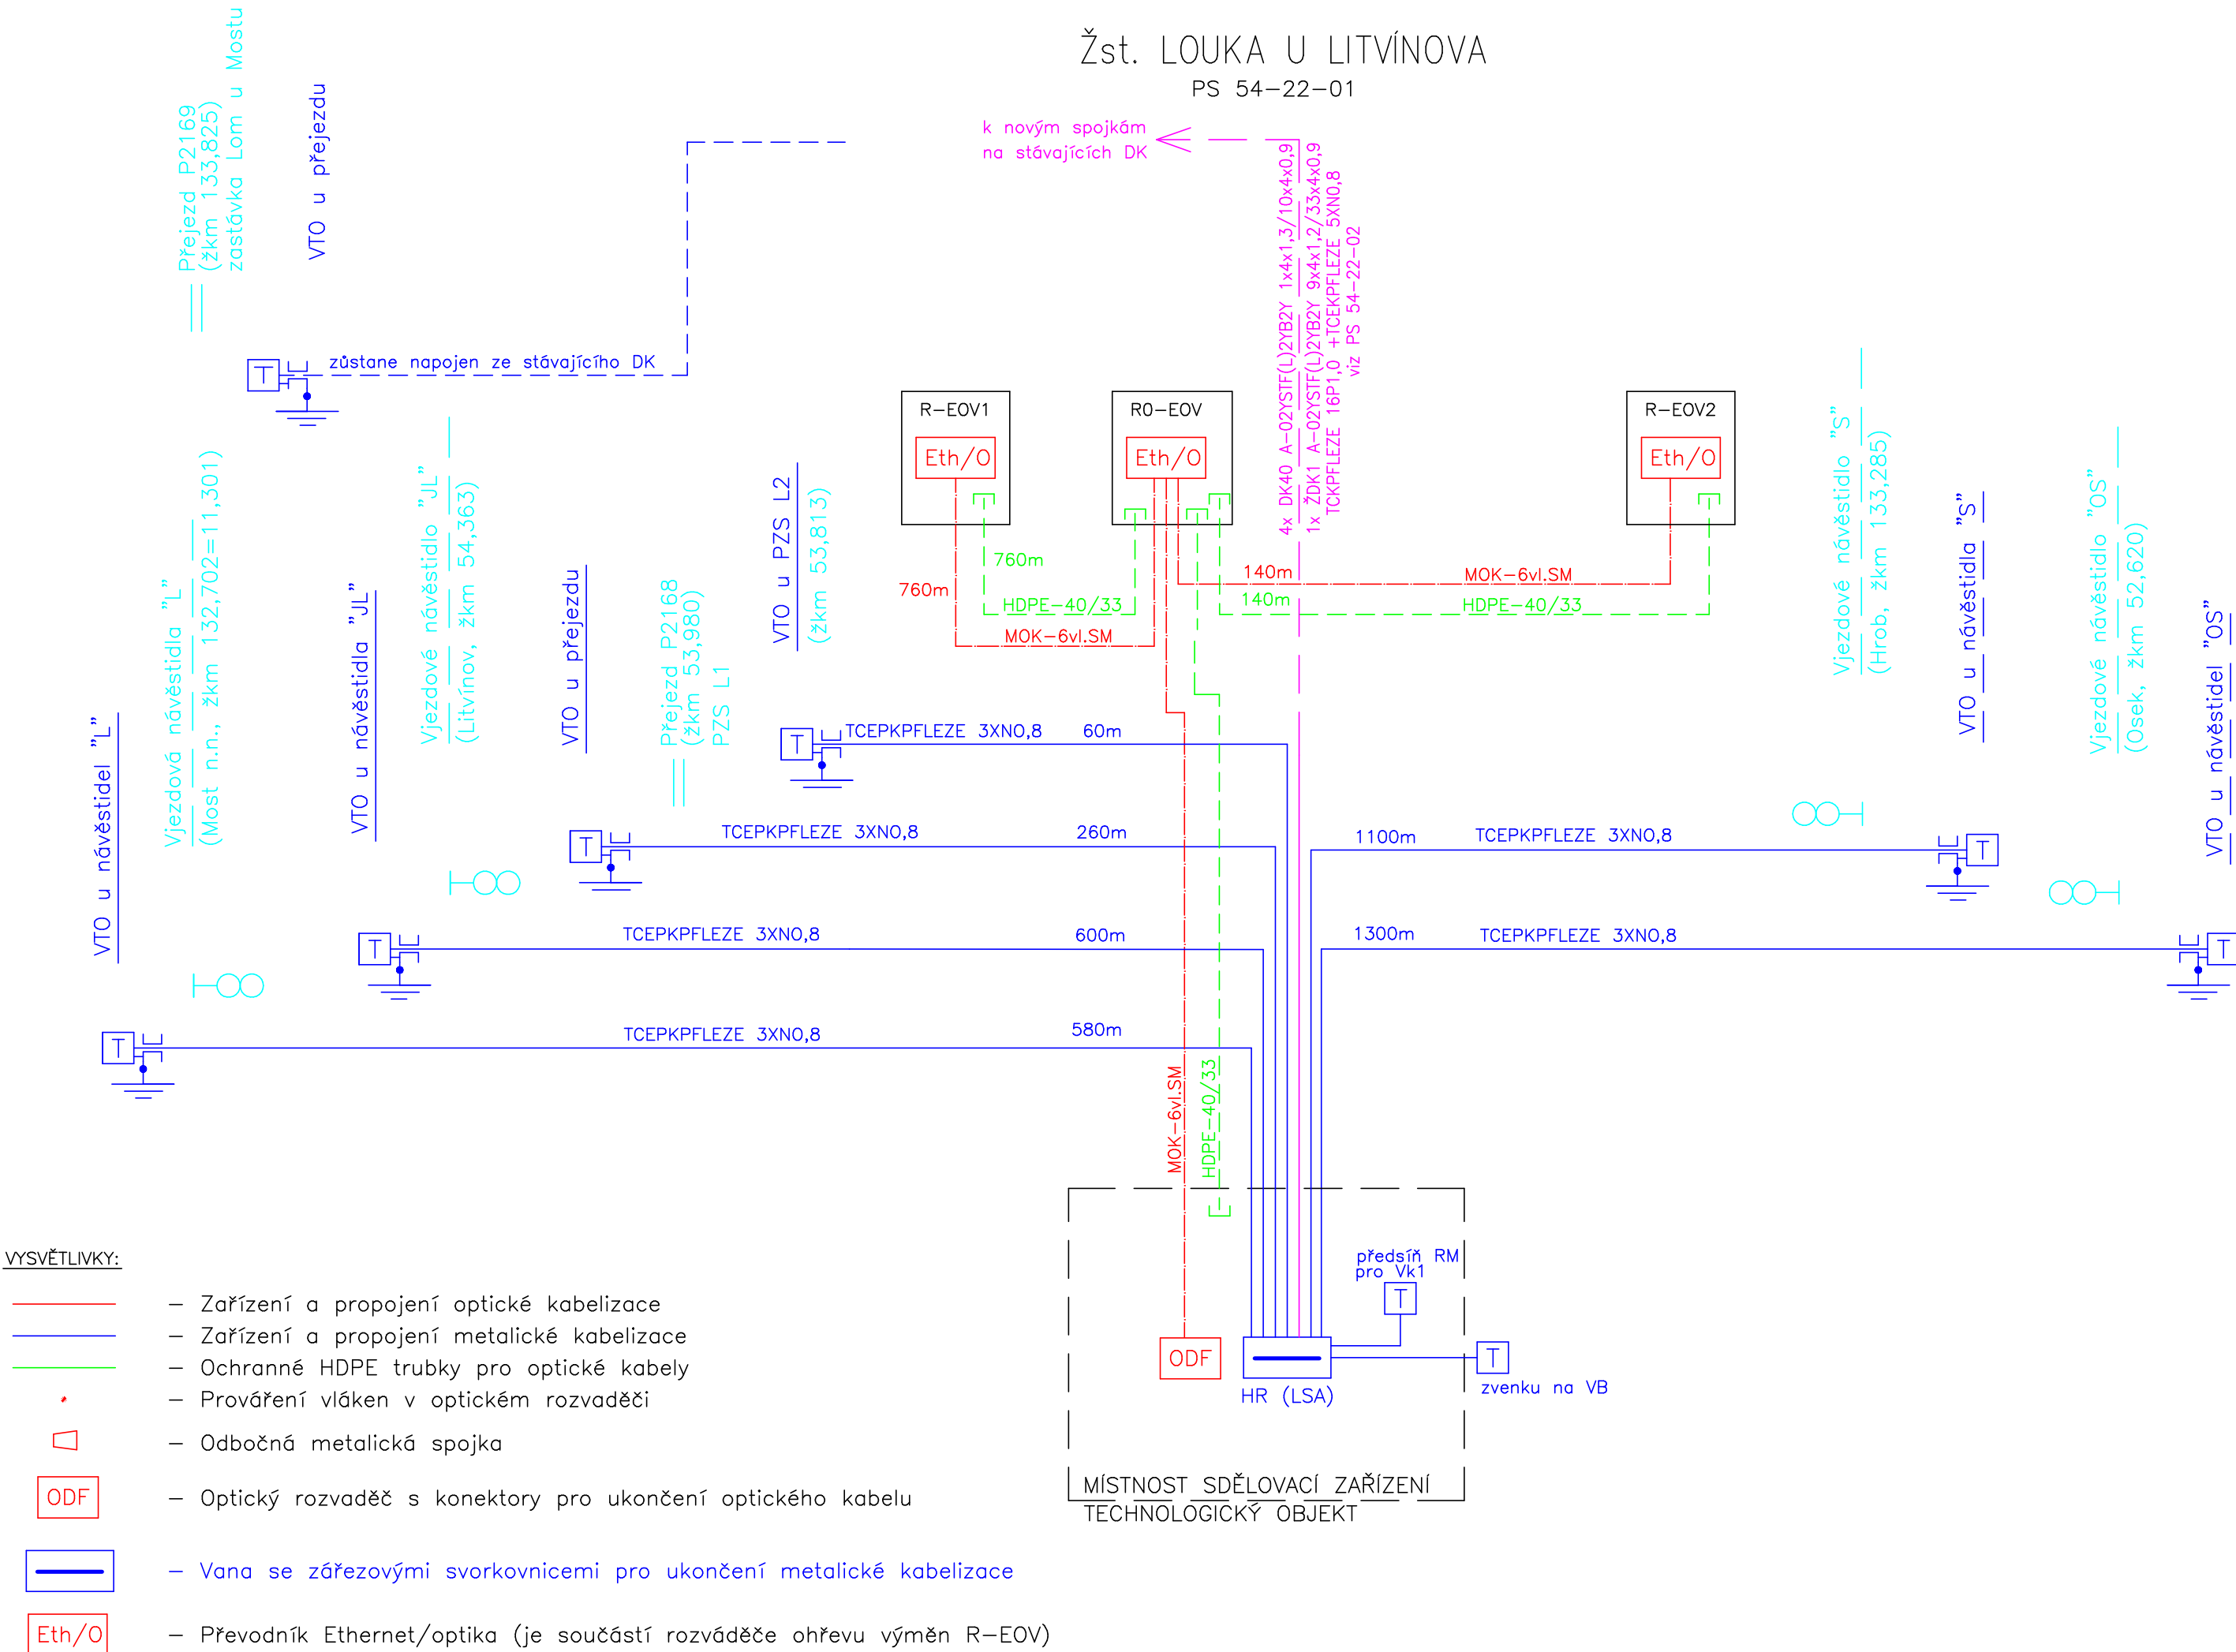 Žst. LOUKA U LITVÍNOVA
PS 54-22-01
k novým spojkám
na stávajících DK
4x DK40 A-02YSTF(L)2YB2Y 1x4x1,3/10x4x0,9
1x ŽDK1 A-02YSTF(L)2YB2Y 9x4x1,2/33x4x0,9
TCKPFLEZE 16P1,0 +TCEKPFLEZE 5XN0,8
viz PS 54-22-02
Přejezd P2169
(žkm 133,825)
zastávka Lom u Mostu
VTO u přejezdu
T
zůstane napojen ze stávajícího DK
R-EOV1
Eth/O
R0-EOV
Eth/O
R-EOV2
Eth/O
760m
760m
HDPE-40/33
MOK-6vl.SM
140m
MOK-6vl.SM
140m
HDPE-40/33
VTO u návěstidel "L"
Vjezdová návěstidla "L"
(Most n.n., žkm 132,702=11,301)
VTO u návěstidla "JL"
Vjezdové návěstidlo "JL"
(Litvínov, žkm 54,363)
VTO u přejezdu
Přejezd P2168
(žkm 53,980)
PZS L1
VTO u PZS L2
(žkm 53,813)
Vjezdové návěstidlo "S"
(Hrob, žkm 133,285)
VTO u návěstidla "S"
Vjezdové návěstidlo "OS"
(Osek, žkm 52,620)
VTO u návěstidel "OS"
T
TCEPKPFLEZE 3XN0,8
60m
T
TCEPKPFLEZE 3XN0,8
260m
1100m
TCEPKPFLEZE 3XN0,8
T
T
TCEPKPFLEZE 3XN0,8
600m
1300m
TCEPKPFLEZE 3XN0,8
T
T
TCEPKPFLEZE 3XN0,8
580m
MOK-6vl.SM
HDPE-40/33
předsíň RM
pro Vk1
T
ODF
HR (LSA)
T
zvenku na VB
MÍSTNOST SDĚLOVACÍ ZAŘÍZENÍ
TECHNOLOGICKÝ OBJEKT
VYSVĚTLIVKY:
- Zařízení a propojení optické kabelizace
- Zařízení a propojení metalické kabelizace
- Ochranné HDPE trubky pro optické kabely
- Prováření vláken v optickém rozvaděči
- Odbočná metalická spojka
ODF
- Optický rozvaděč s konektory pro ukončení optického kabelu
- Vana se zářezovými svorkovnicemi pro ukončení metalické kabelizace
Eth/O
- Převodník Ethernet/optika (je součástí rozváděče ohřevu výměn R-EOV)